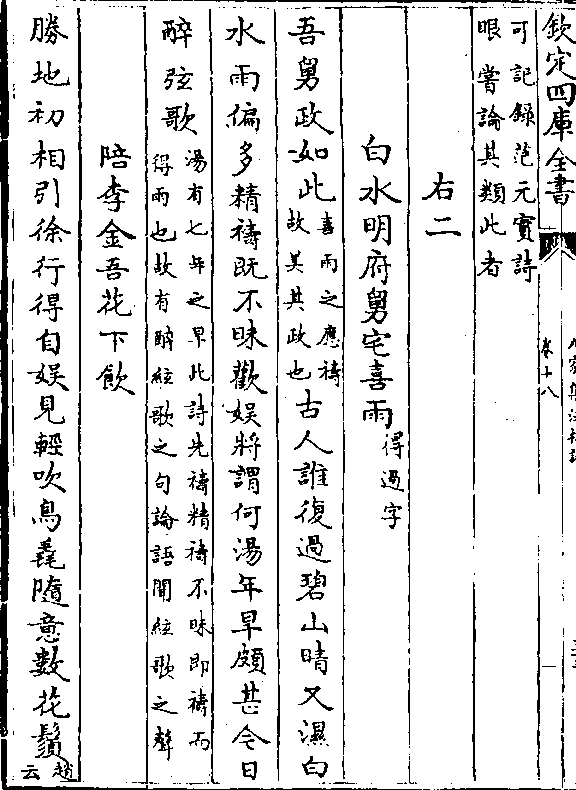 欽定四庫全書
卷十八
可記録范元實詩
眼嘗論其類此者
右二
白水明府舅宅喜雨得過字
吾舅政如此喜雨之應禱故美其政也古人誰復過碧山晴又濕白
水雨偏多精禱既不昧歡娱將謂何湯年旱頗甚今日
醉弦歌湯有七年之旱此詩先禱精禱不昧即禱而得雨也故有醉絃歌之句論語聞絃歌之聲
陪李金吾花下飲
勝地初相引徐行得自娱見輕吹鳥毳隨意數花鬚趙云